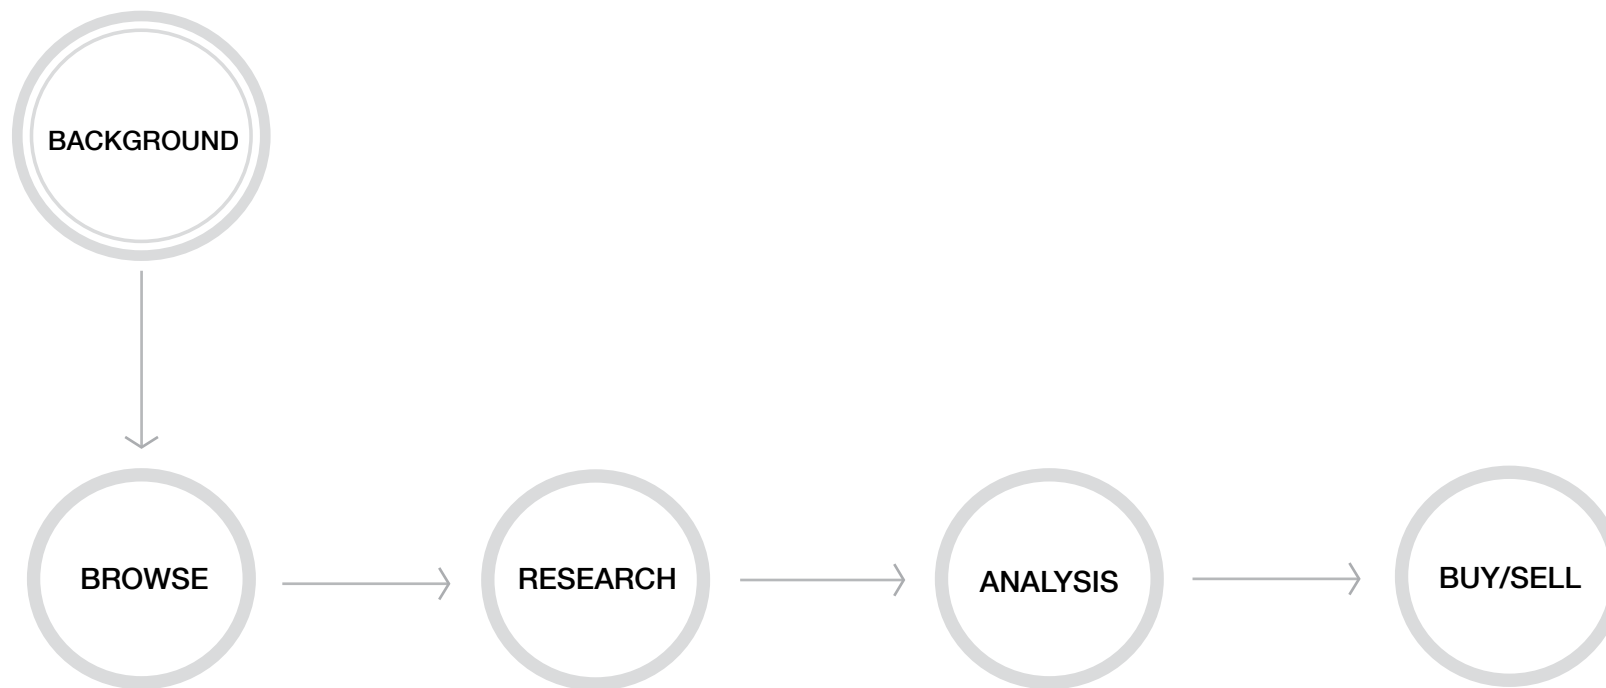 BACKGROUND
BROWSE
RESEARCH
ANALYSIS
BUY/SELL